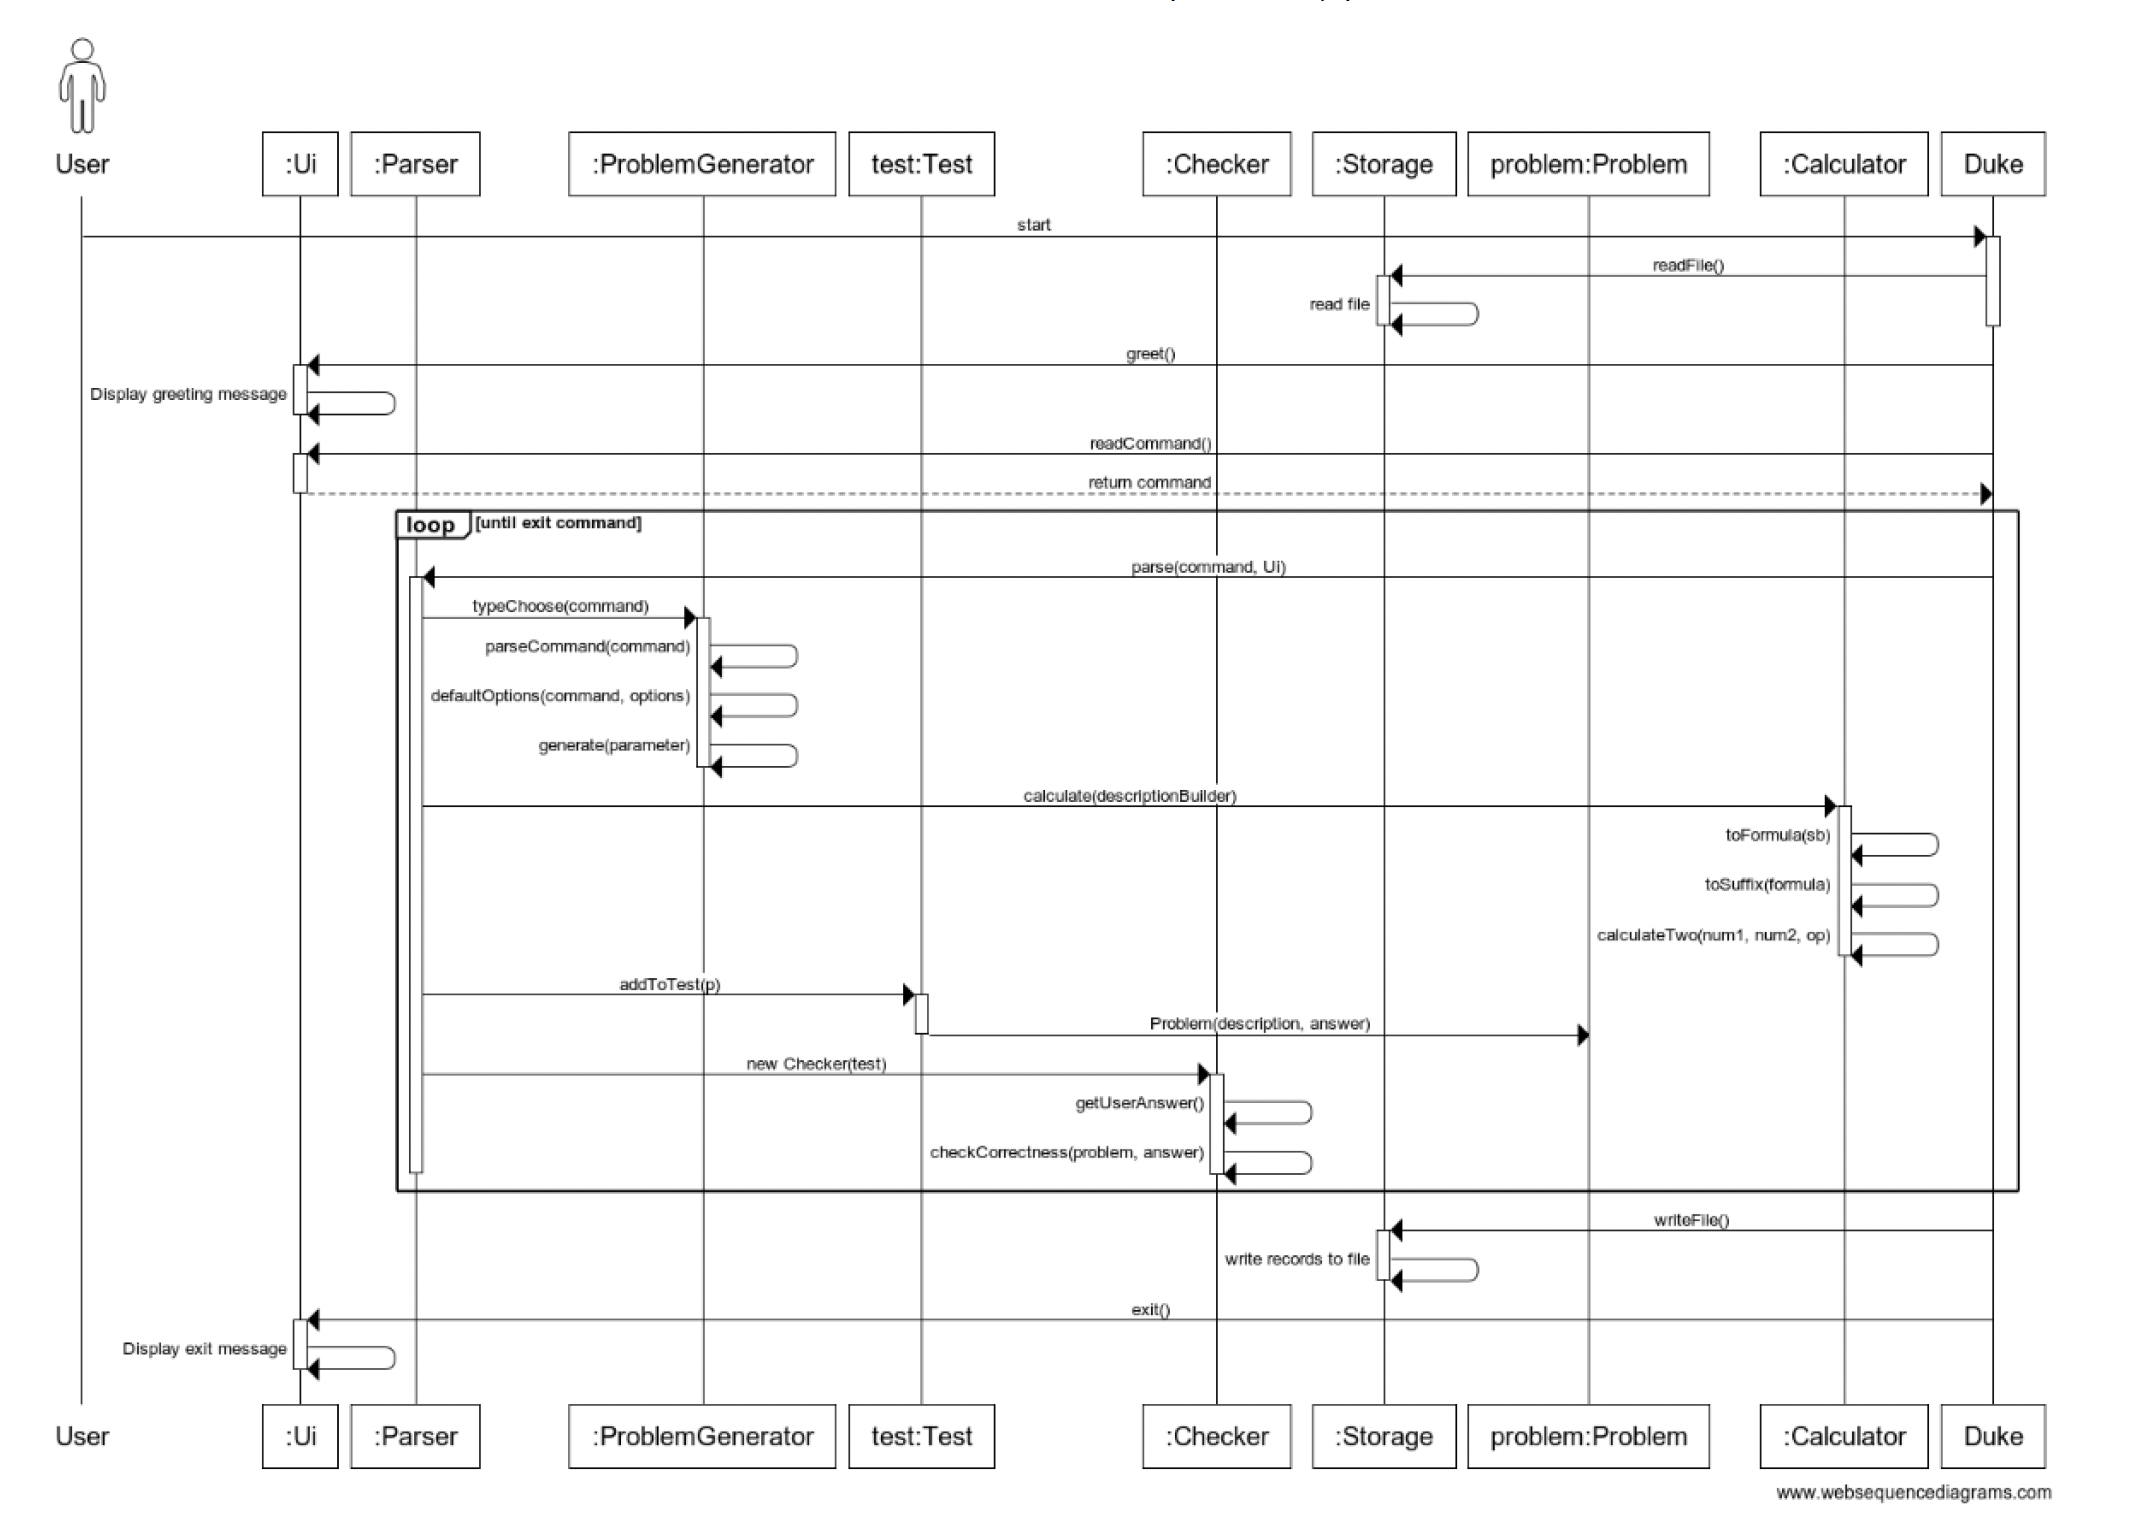 User
:Ui
:Parser
:ProblemGenerator
test:Test
:Checker
:Storage
problem:Problem
:Calculator
Duke
start
readFile()
read file
greet()
Display greeting message
readCommand()
return command
loop
[until exit command]
parse(command, Ui)
typeChoose(command)
parseCommand(command)
defaultOptions(command, options)
generate(parameter)
calculate(descriptionBuilder)
toFormula(sb)
toSuffix(formula)
calculateTwo(num1, num2, op)
addToTest(p)
Problem(description, answer)
new Checker(test)
getUserAnswer()
checkCorrectness(problem, answer)
writeFile()
write records to file
exit()
Display exit message
User
:Ui
:Parser
:ProblemGenerator
test:Test
:Checker
:Storage
problem:Problem
:Calculator
Duke
www.websequencediagrams.com